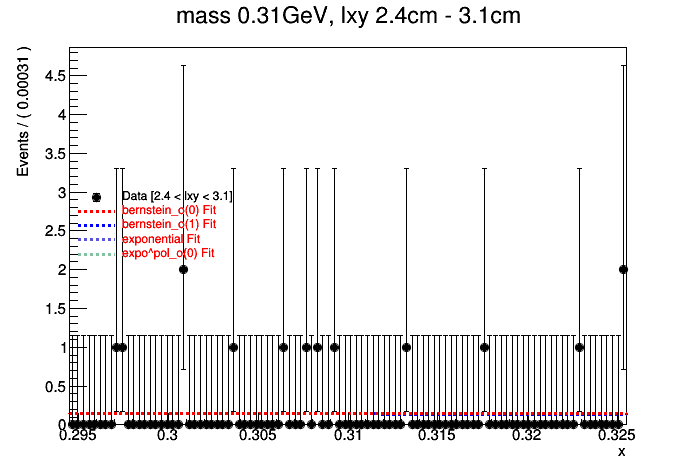 mass 0.31GeV, lxy 2.4cm - 3.1cm
Events / ( 0.00031 )
4.5
4
3.5
3
2.5
2
1.5
1
0.5
0
Data [2.4 < lxy < 3.1]
bernstein_o(0) Fit
bernstein_o(1) Fit
exponential Fit
expo^pol_o(0) Fit
0.295 0.3 0.305 0.31 0.315 0.32 0.325
x